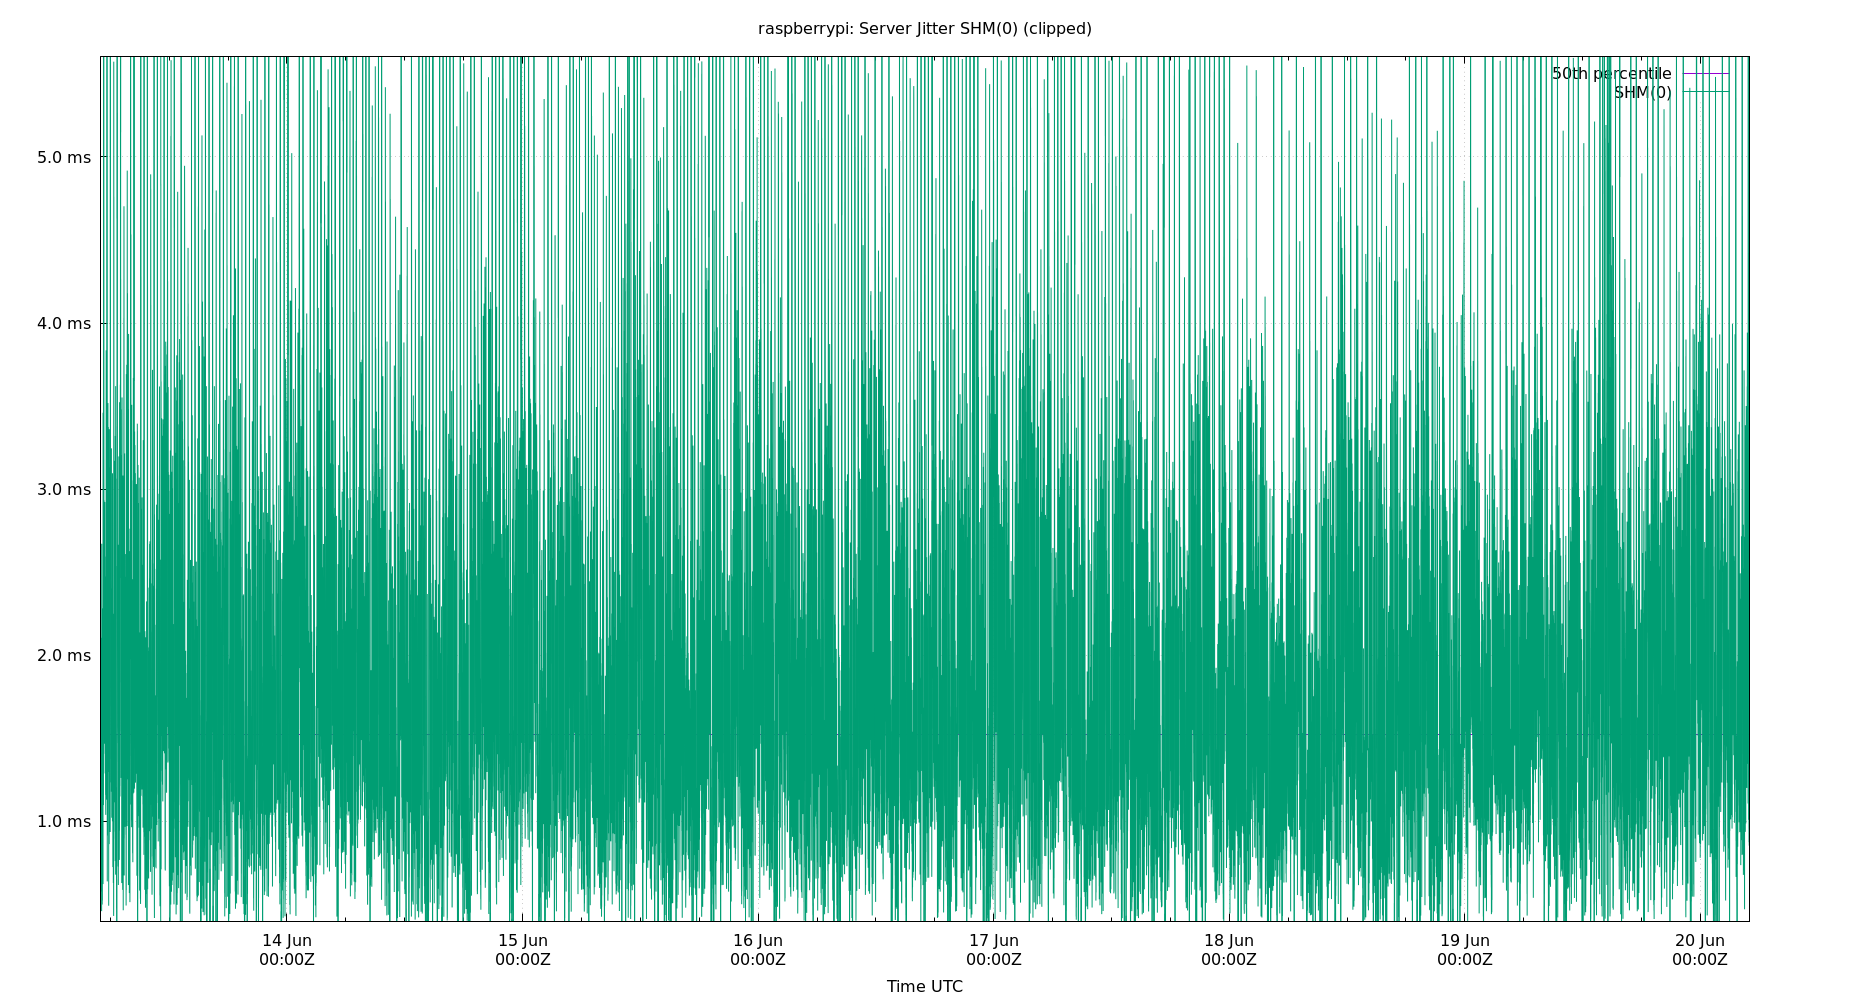 raspberrypi: Server Jitter SHM(0) (clipped)
50th percentile
SHM(0)
5.0 ms
4.0 ms
3.0 ms
2.0 ms
1.0 ms
14 Jun 15 Jun 16 Jun 17 Jun 18 Jun 19 Jun 20 Jun
00:00Z 00:00Z 00:00Z 00:00Z 00:00Z 00:00Z 00:00Z
Time UTC